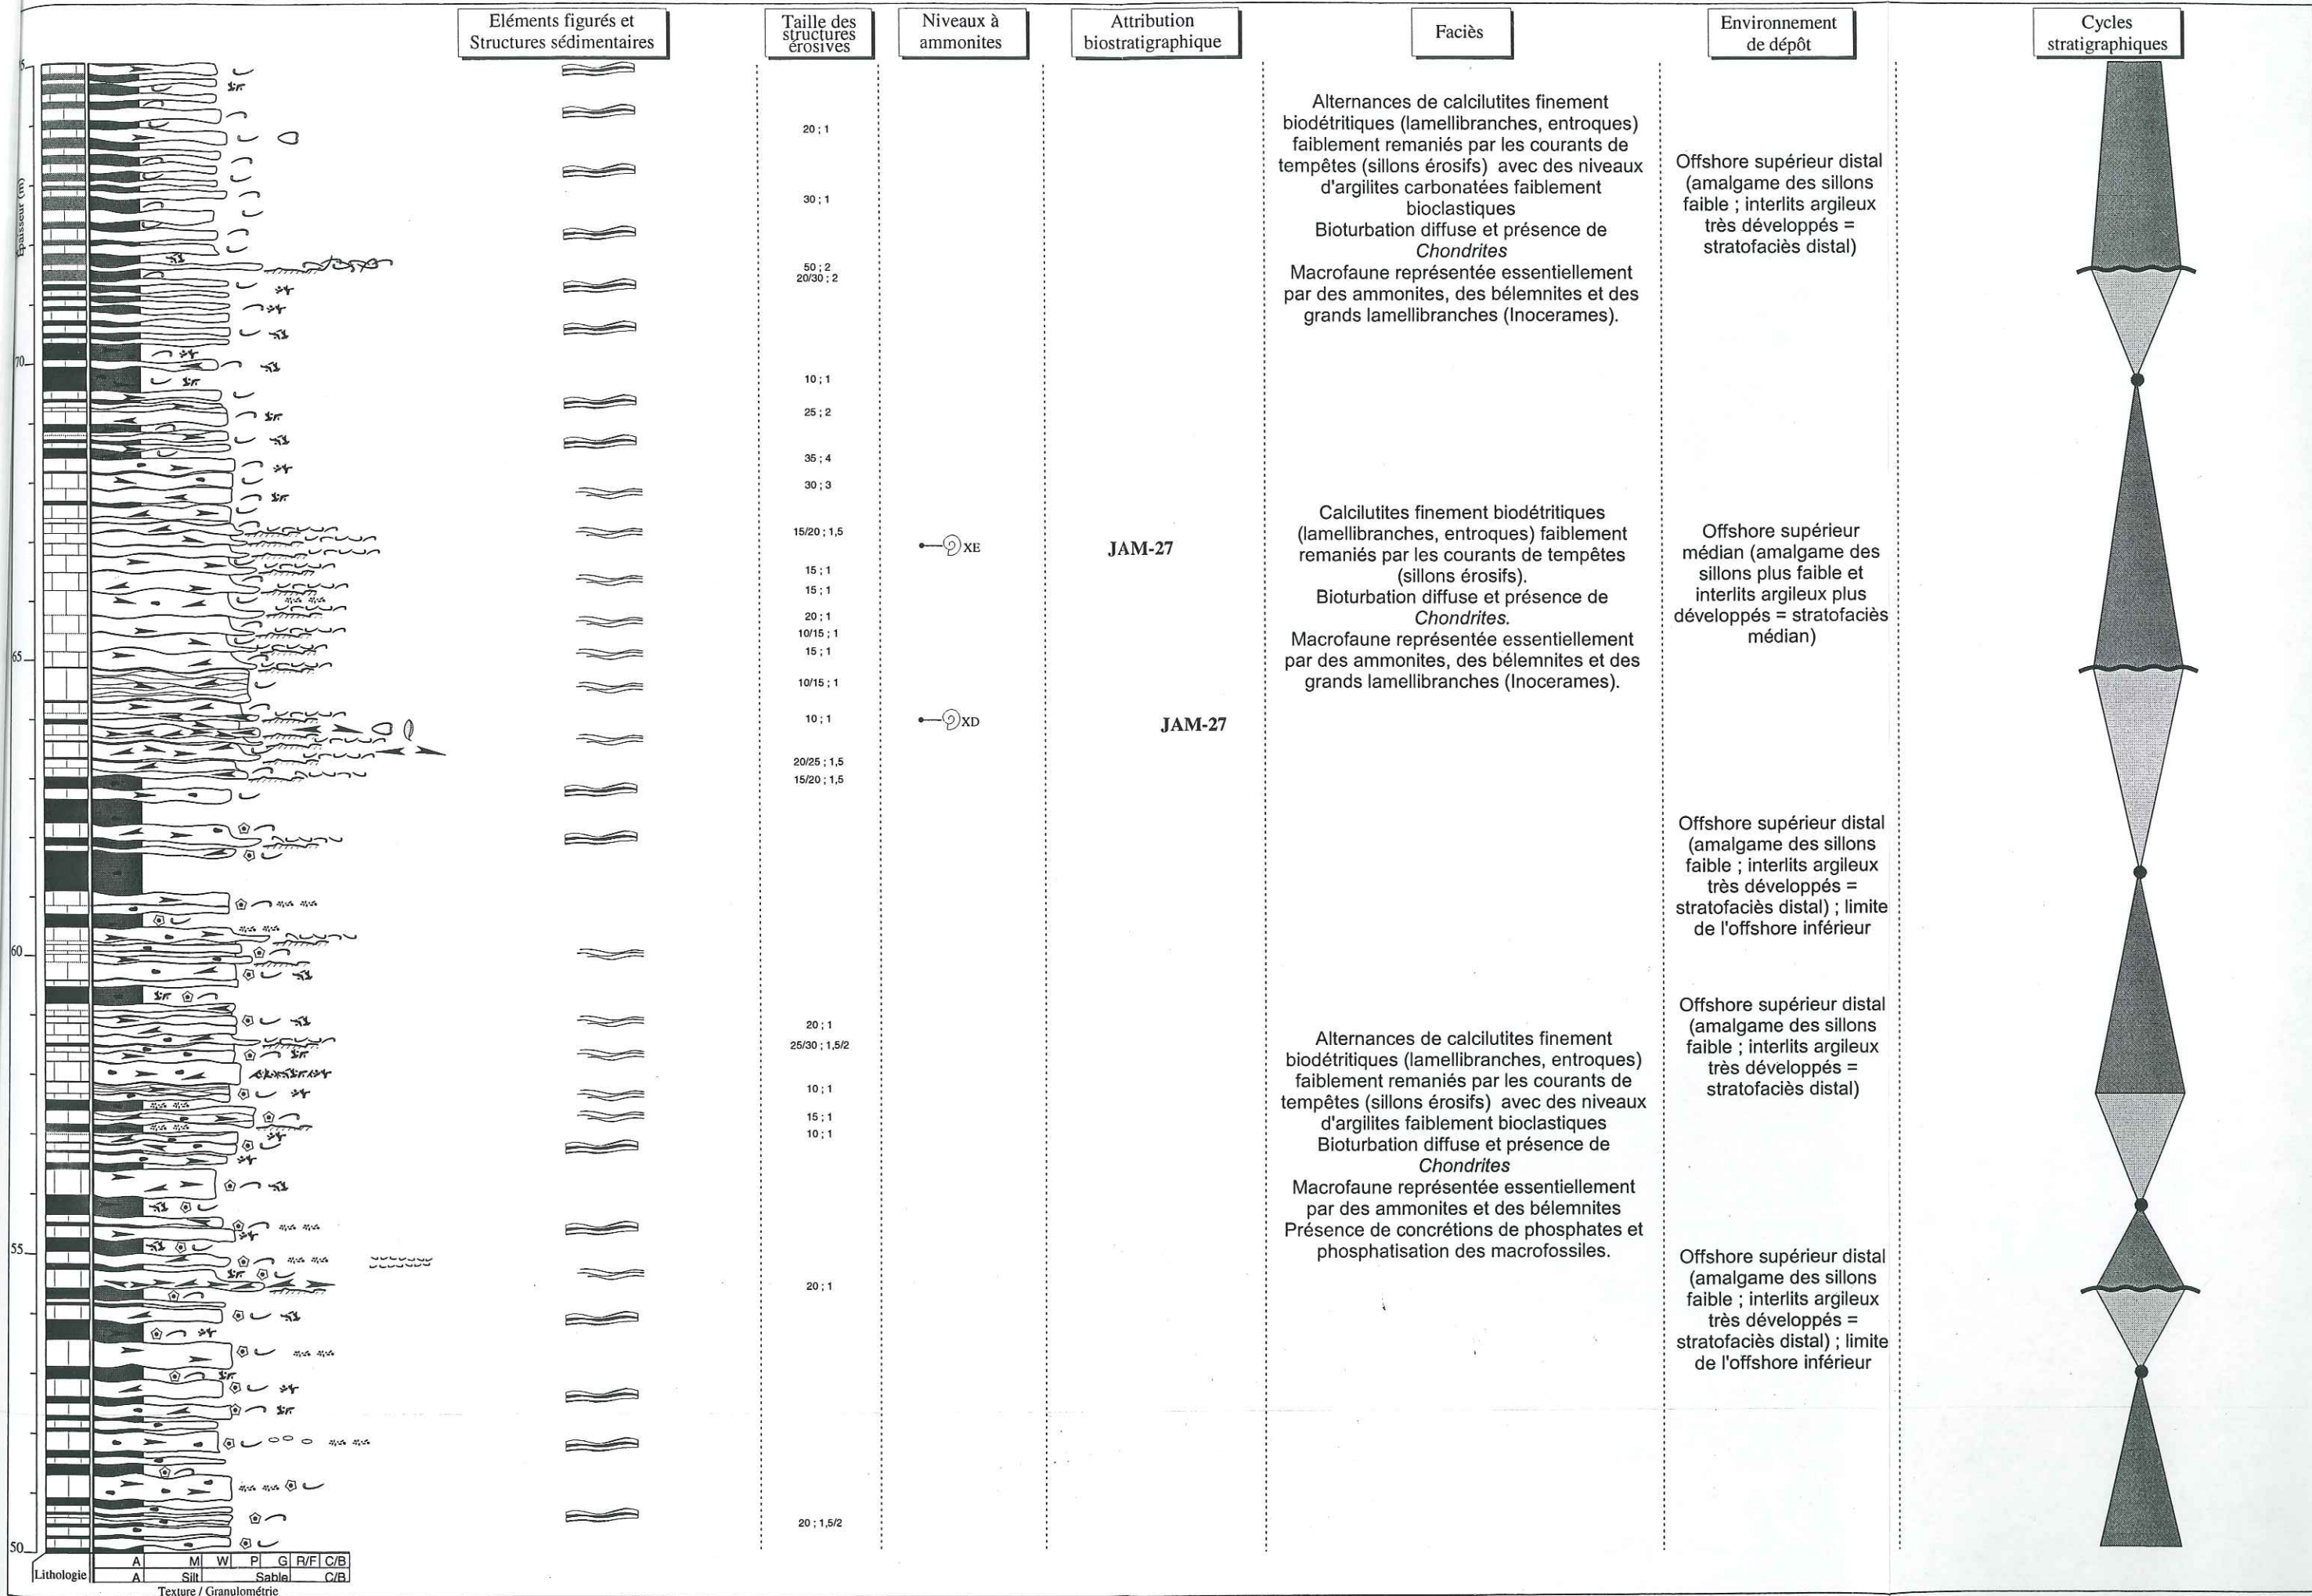 Eléments figurés et
Structures sédimentaires
Taille des
structures
érosives
Niveaux à
ammonites
Attribution
biostratigraphique
Faciès
Environnement
de dépôt
Cycles
stratigraphiques
5
Epaisseur (m)
70
65
60
55
50
20 ; 1
30 ; 1
50 ; 2
20/30 ; 2
10 ; 1
25 ; 2
35 ; 4
30 ; 3
15/20 ; 1,5
15 ; 1
15 ; 1
20 ; 1
10/15 ; 1
15 ; 1
10/15 ; 1
10 ; 1
20/25 ; 1,5
15/20 ; 1,5
20 ; 1
25/30 ; 1,5/2
10 ; 1
15 ; 1
10 ; 1
20 ; 1
20 ; 1,5/2
XE
XD
JAM-27
JAM-27
Alternances de calcilutites finement
biodétritiques (lamellibranches, entroques)
faiblement remaniés par les courants de
tempêtes (sillons érosifs) avec des niveaux
d'argilites carbonatées faiblement
bioclastiques
Bioturbation diffuse et présence de
Chondrites
Macrofaune représentée essentiellement
par des ammonites, des bélemnites et des
grands lamellibranches (Inocerames).
Calcilutites finement biodétritiques
(lamellibranches, entroques) faiblement
remaniés par les courants de tempêtes
(sillons érosifs).
Bioturbation diffuse et présence de
Chondrites.
Macrofaune représentée essentiellement
par des ammonites, des bélemnites et des
grands lamellibranches (Inocerames).
Alternances de calcilutites finement
biodétritiques (lamellibranches, entroques)
faiblement remaniés par les courants de
tempêtes (sillons érosifs) avec des niveaux
d'argilites faiblement bioclastiques
Bioturbation diffuse et présence de
Chondrites
Macrofaune représentée essentiellement
par des ammonites et des bélemnites
Présence de concrétions de phosphates et
phosphatisation des macrofossiles.
Offshore supérieur distal
(amalgame des sillons
faible ; interlits argileux
très développés =
stratofaciès distal)
Offshore supérieur
médian (amalgame des
sillons plus faible et
interlits argileux plus
développés = stratofaciès
médian)
Offshore supérieur distal
(amalgame des sillons
faible ; interlits argileux
très développés =
stratofaciès distal) ; limite
de l'offshore inférieur
Offshore supérieur distal
(amalgame des sillons
faible ; interlits argileux
très développés =
stratofaciès distal)
Offshore supérieur distal
(amalgame des sillons
faible ; interlits argileux
très développés =
stratofaciès distal) ; limite
de l'offshore inférieur
Lithologie
A M W P G R/F C/B
A Silt Sable C/B
Texture / Granulométrie